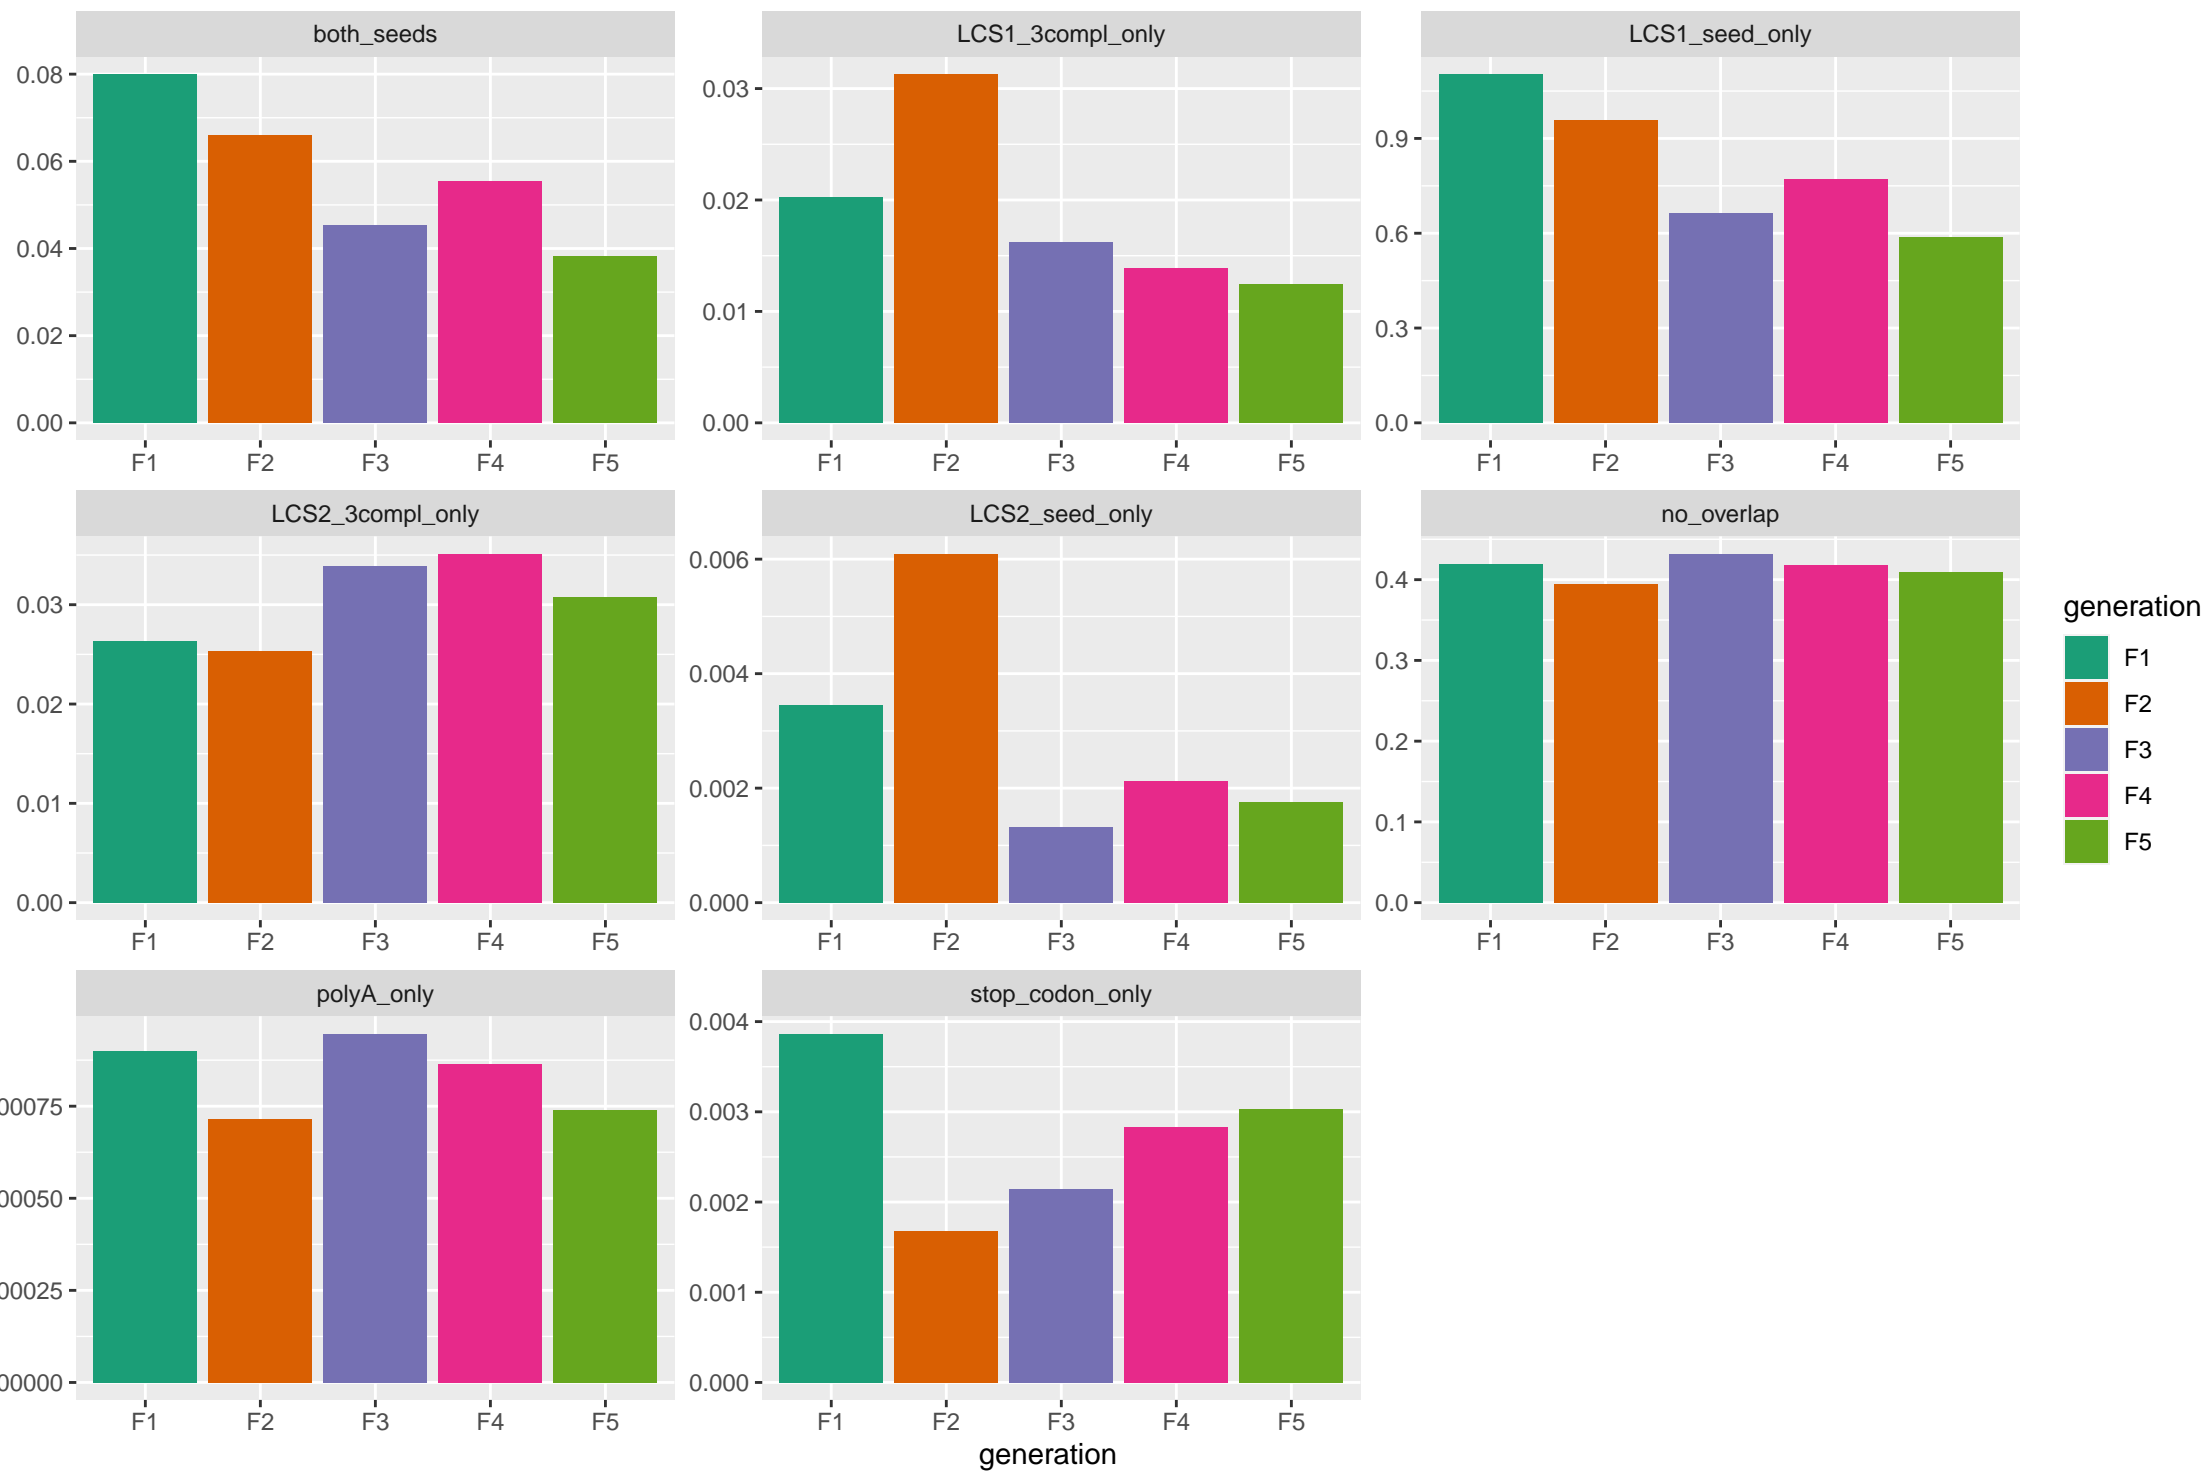 both_seeds LCS1_3compl_only LCS1_seed_only
0.08
0.06
0.04
0.02
0.00
F1 F2 F3 F4 F5
0.03
0.02
0.01
0.00
F1 F2 F3 F4 F5
0.9
0.6
0.3
0.0
F1 F2 F3 F4 F5
LCS2_3compl_only LCS2_seed_only no_overlap
0.03
0.02
0.01
0.00
F1 F2 F3 F4 F5
0.006
0.004
0.002
0.000
F1 F2 F3 F4 F5
0.4
0.3
0.2
0.1
0.0
F1 F2 F3 F4 F5
polyA_only stop_codon_only
00075
00050
00025
00000
F1 F2 F3 F4 F5
0.004
0.003
0.002
0.001
0.000
F1 F2 F3 F4 F5
generation
generation
F1
F2
F3
F4
F5